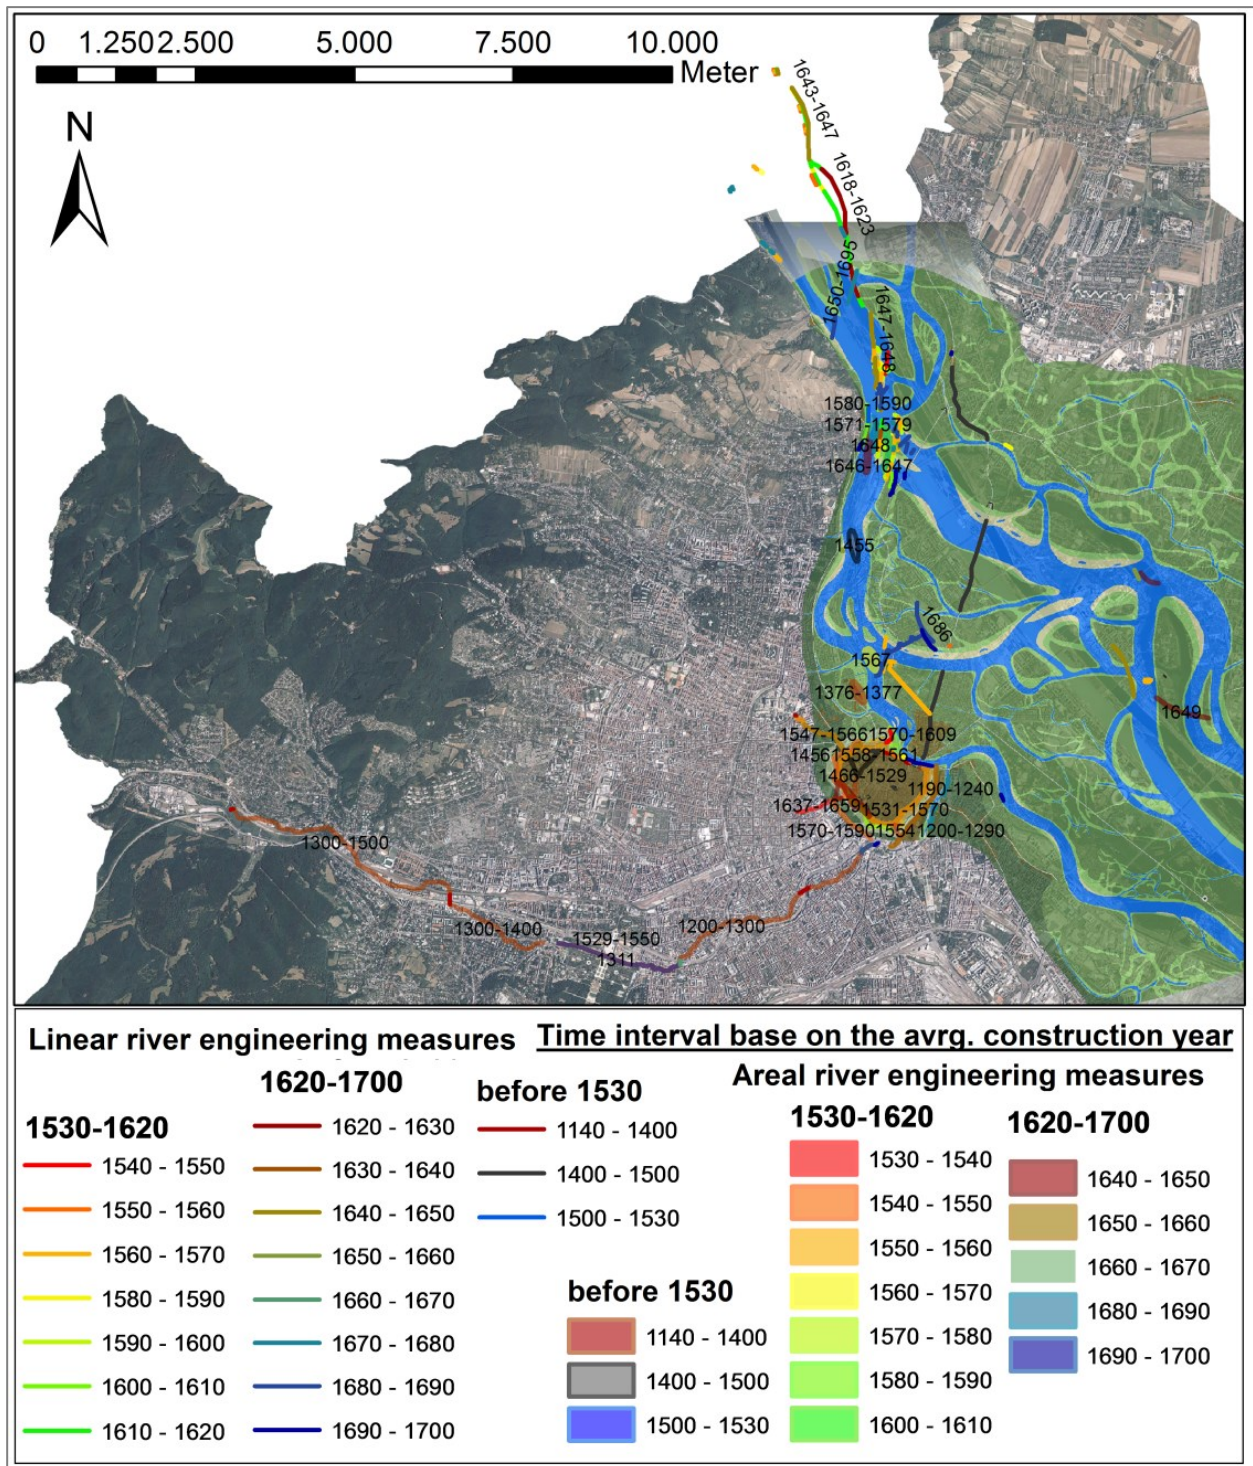 0 1.250 2.500 5.000 7.500 10.000
Meter
N
1643-1647
1618-1623
1650-1695
1647-1648
1580-1590
1571-1579
1648
1646-1647
1455
1686
1567
1376-1377
1649
1547-1566 1570-1609
1456 1558-1561
1466-1529
1190-1240
1637-1659 1531-1570
1570-1590 1554 1200-1290
1300-1500
1300-1400
1200-1300
1529-1550
1311
Linear river engineering measures
Time interval base on the avrg. construction year
Areal river engineering measures
1530-1620
1540 - 1550
1550 - 1560
1560 - 1570
1580 - 1590
1590 - 1600
1600 - 1610
1610 - 1620
1620-1700
1620 - 1630
1630 - 1640
1640 - 1650
1650 - 1660
1660 - 1670
1670 - 1680
1680 - 1690
1690 - 1700
before 1530
1140 - 1400
1400 - 1500
1500 - 1530
before 1530
1140 - 1400
1400 - 1500
1500 - 1530
1530-1620
1530 - 1540
1540 - 1550
1550 - 1560
1560 - 1570
1570 - 1580
1580 - 1590
1600 - 1610
1620-1700
1640 - 1650
1650 - 1660
1660 - 1670
1680 - 1690
1690 - 1700